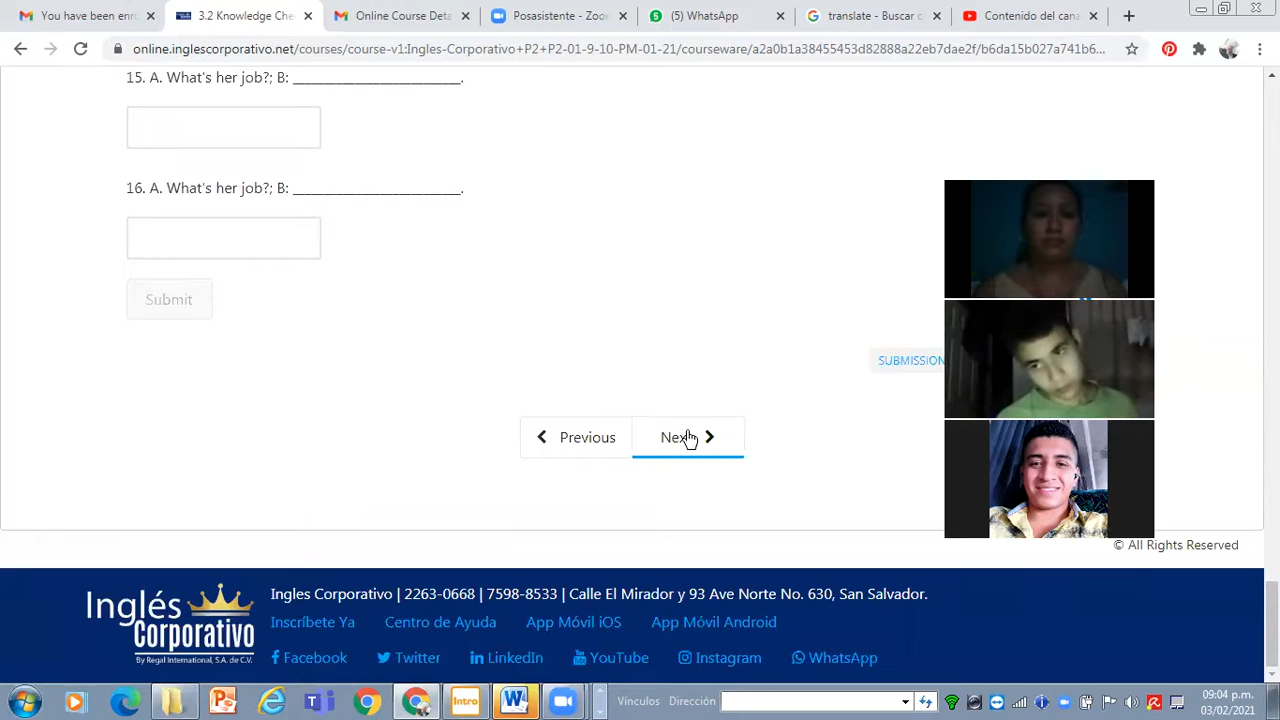 You have been enro
3.2 Knowledge Che
Online Course Deta
Posasistente - Zoo
(5) WhatsApp
translate - Buscar c
Contenido del cana
online.inglescorporativo.net/courses/course-v1:Ingles-Corporativo+P2+P2-01-9-10-PM-01-21/courseware/a2a0b1a38455453d82888a22eb7dae2f/b6da15b027a741b6...
15. A. What's her job?; B: ________________________.
16. A. What's her job?; B: ________________________.
Submit
SUBMISSION
Previous
Next
© All Rights Reserved
Inglés Corporativo
By Regal International, S.A. de C.V.
Ingles Corporativo | 2263-0668 | 7598-8533 | Calle El Mirador y 93 Ave Norte No. 630, San Salvador.
Inscríbete Ya Centro de Ayuda App Móvil iOS App Móvil Android
Facebook Twitter LinkedIn YouTube Instagram WhatsApp
Intro
Vínculos Dirección
09:04 p.m.
03/02/2021